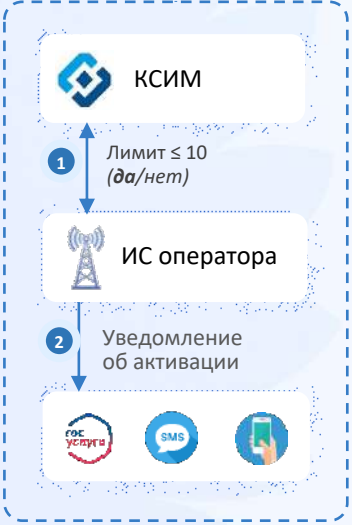 КСИМ
1
Лимит ≤ 10
(да/нет)
ИС оператора
2
Уведомление
об активации
гос
услуги
SMS